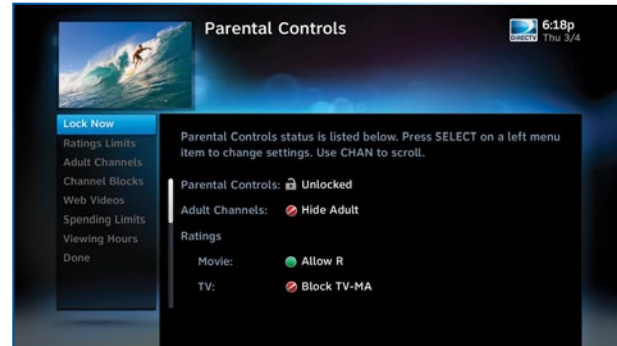 Parental Controls
DIRECTV
6:18p
Thu 3/4
Lock Now
Ratings Limits
Adult Channels
Channel Blocks
Web Videos
Spending Limits
Viewing Hours
Done
Parental Controls status is listed below. Press SELECT on a left menu
item to change settings. Use CHAN to scroll.
Parental Controls: Unlocked
Adult Channels: Hide Adult
Ratings
Movie: Allow R
TV: Block TV-MA